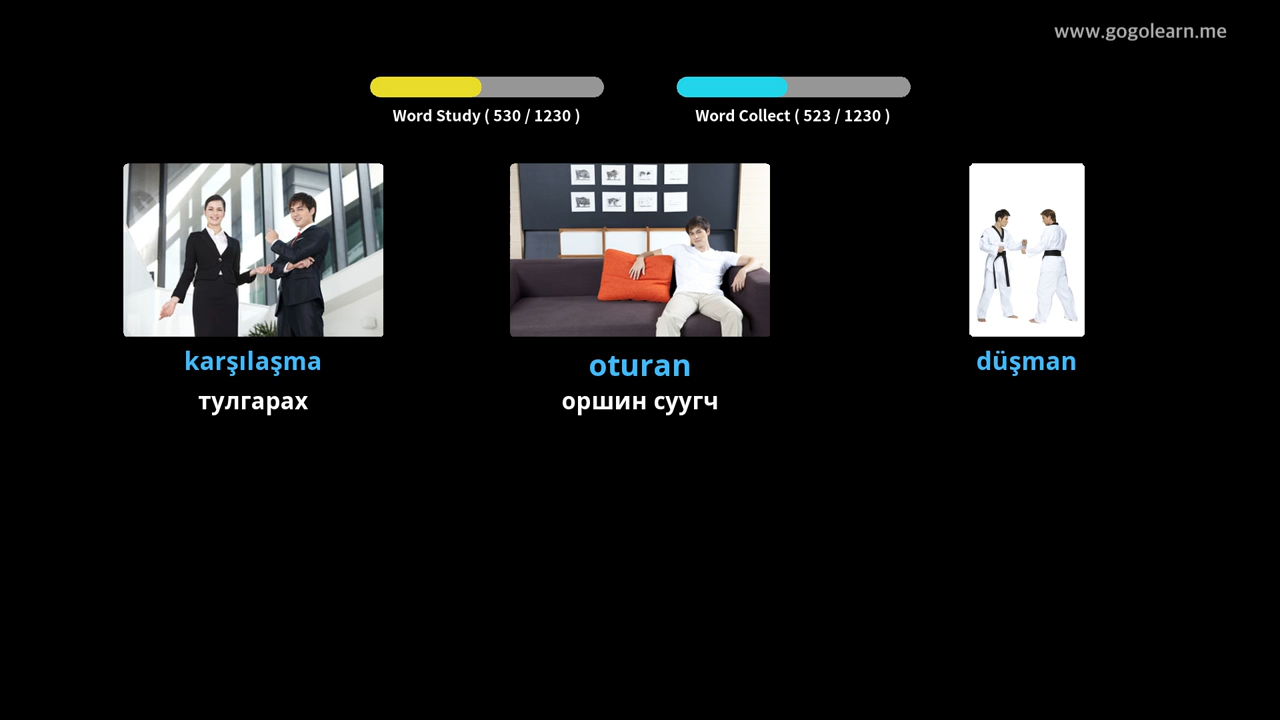 www.gogolearn.me
Word Study ( 530 / 1230 )
Word Collect ( 523 / 1230 )
karşılaşma
oturan
düşman
тулгарах
оршин суугч